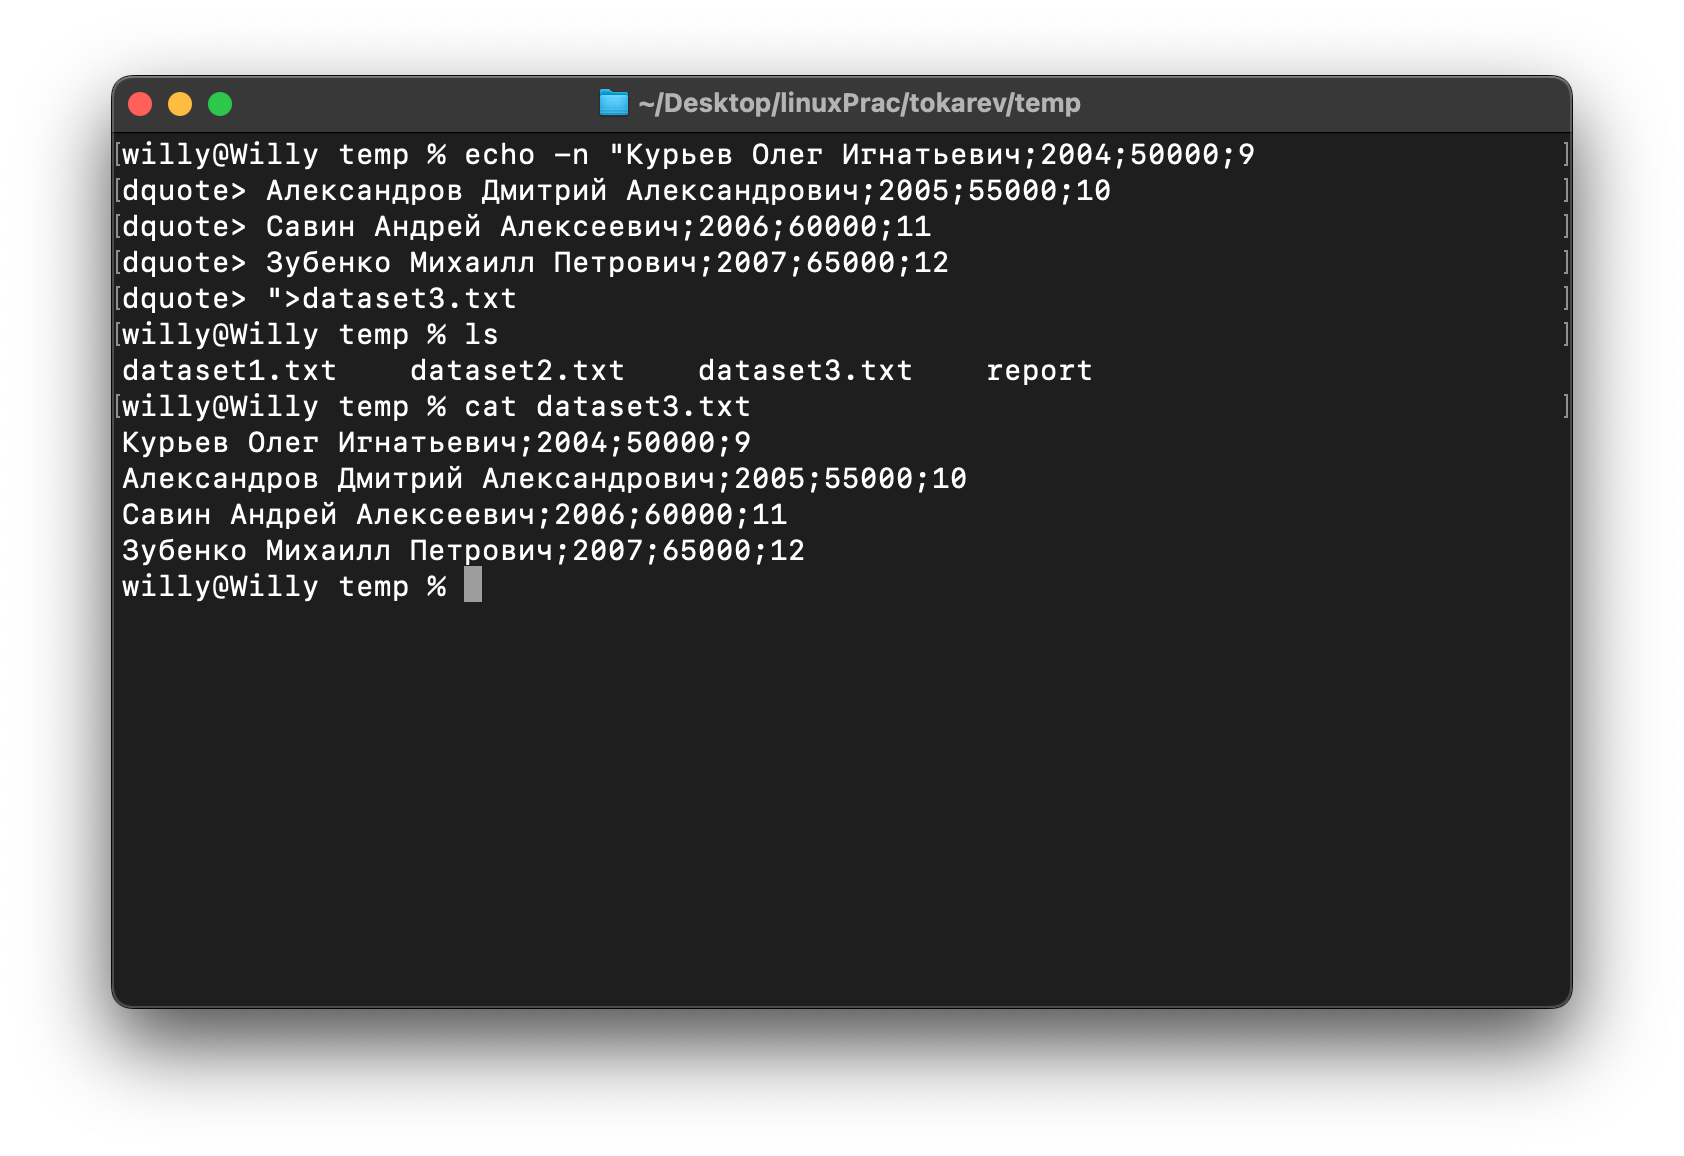 ~/Desktop/linuxPrac/tokarev/temp
[willy@Willy temp % echo -n "Курьев Олег Игнатьевич;2004;50000;9 ]
[dquote> Александров Дмитрий Александрович;2005;55000;10 ]
[dquote> Савин Андрей Алексеевич;2006;60000;11 ]
[dquote> Зубенко Михаилл Петрович;2007;65000;12 ]
[dquote> ">dataset3.txt ]
[willy@Willy temp % ls ]
dataset1.txt    dataset2.txt    dataset3.txt    report
[willy@Willy temp % cat dataset3.txt ]
Курьев Олег Игнатьевич;2004;50000;9
Александров Дмитрий Александрович;2005;55000;10
Савин Андрей Алексеевич;2006;60000;11
Зубенко Михаилл Петрович;2007;65000;12
willy@Willy temp %